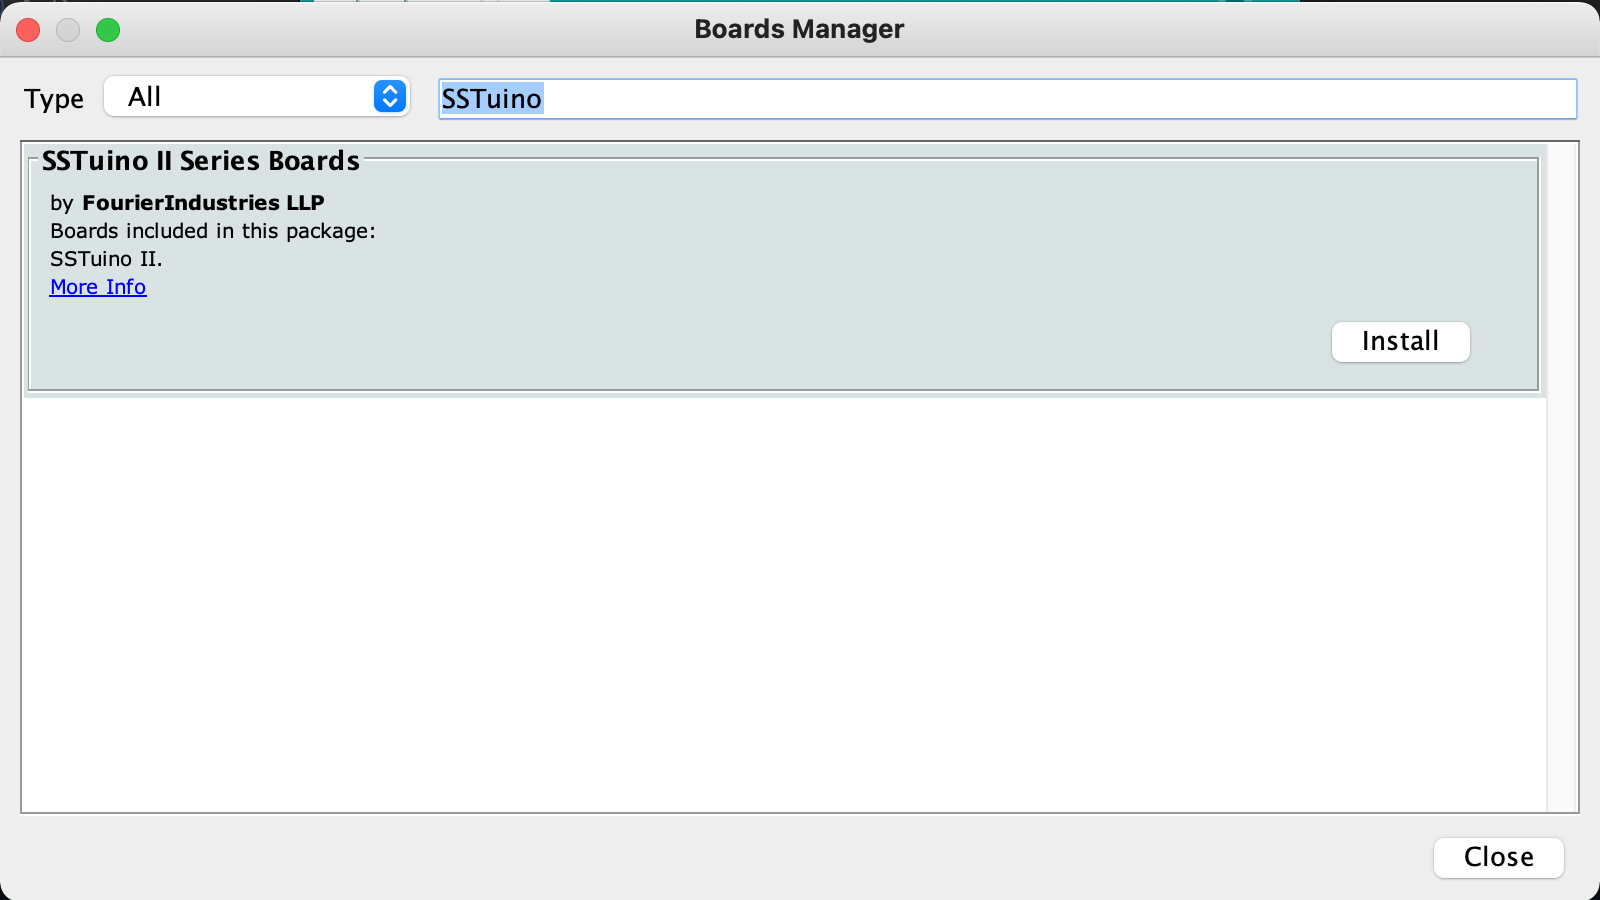 Boards Manager
Type All SSTuino
SSTuino II Series Boards
by FourierIndustries LLP
Boards included in this package:
SSTuino II.
More Info
Install
Close